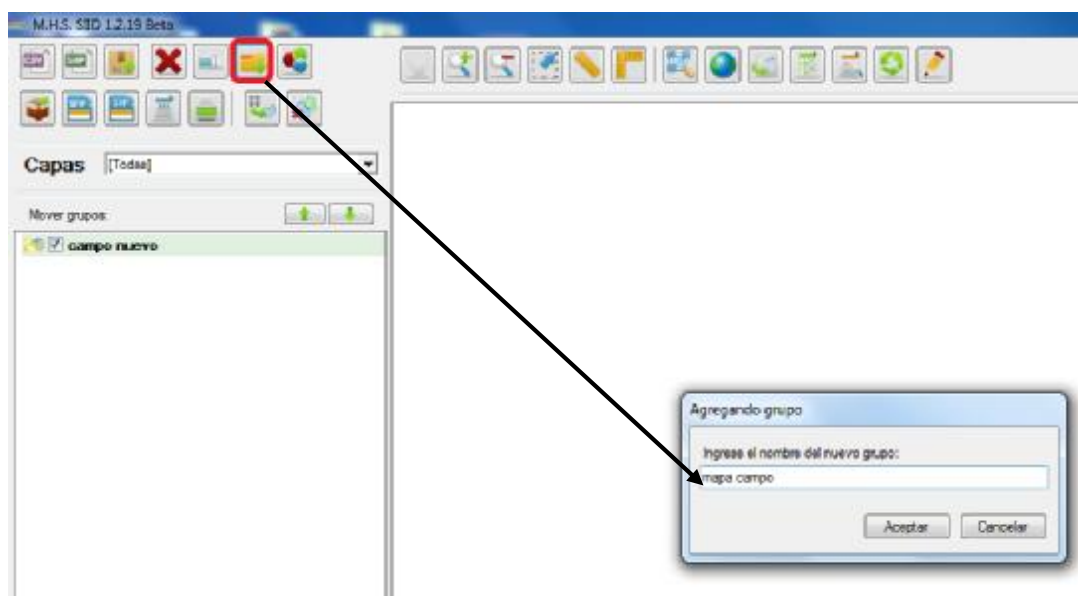 M.H.S. SIID 1.2.19 Beta
Capas [Todas]
Mover grupos:
campo nuevo
Agregando grupo
Ingrese el nombre del nuevo grupo:
mapa campo
Aceptar Cancelar